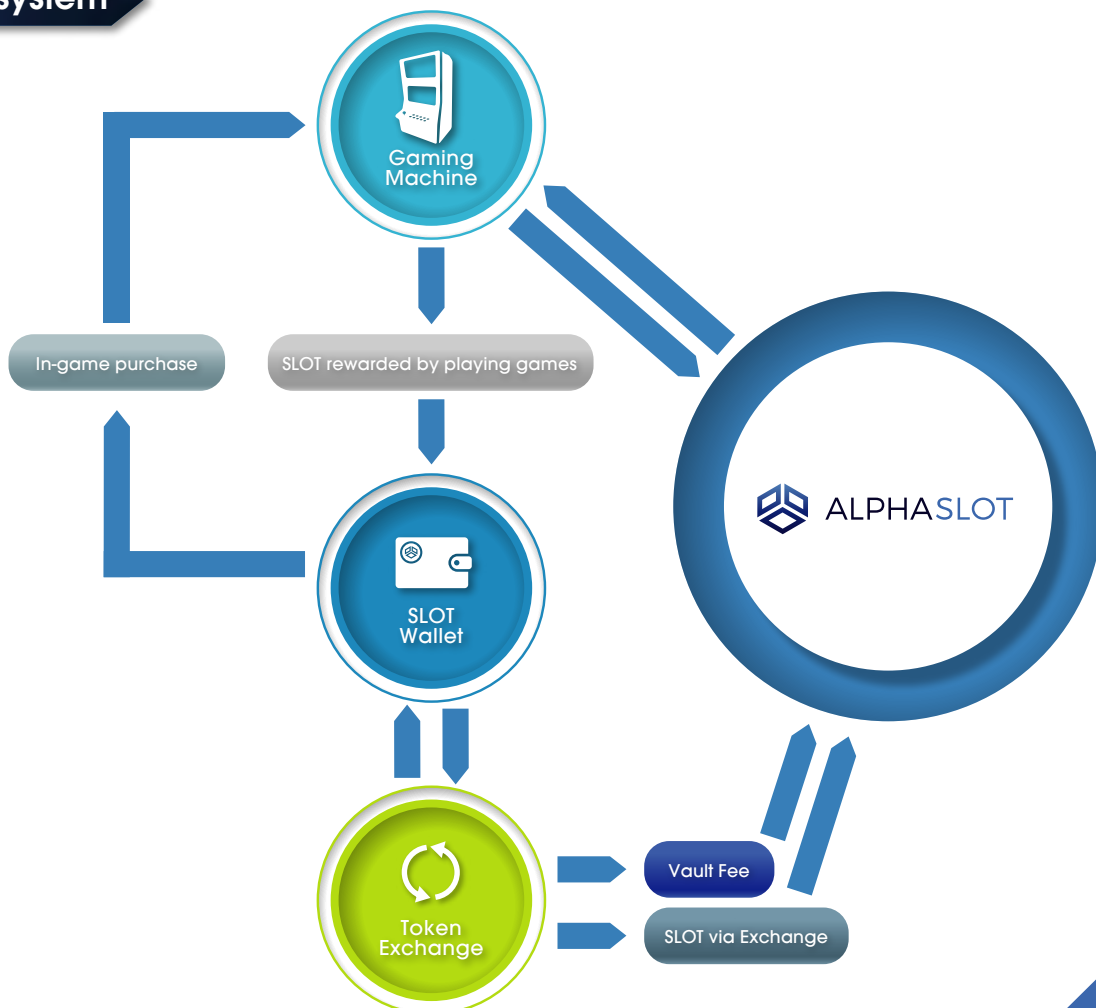 system
Gaming
Machine
In-game purchase
SLOT rewarded by playing games
ALPHASLOT
SLOT
Wallet
Vault Fee
Token
Exchange
SLOT via Exchange